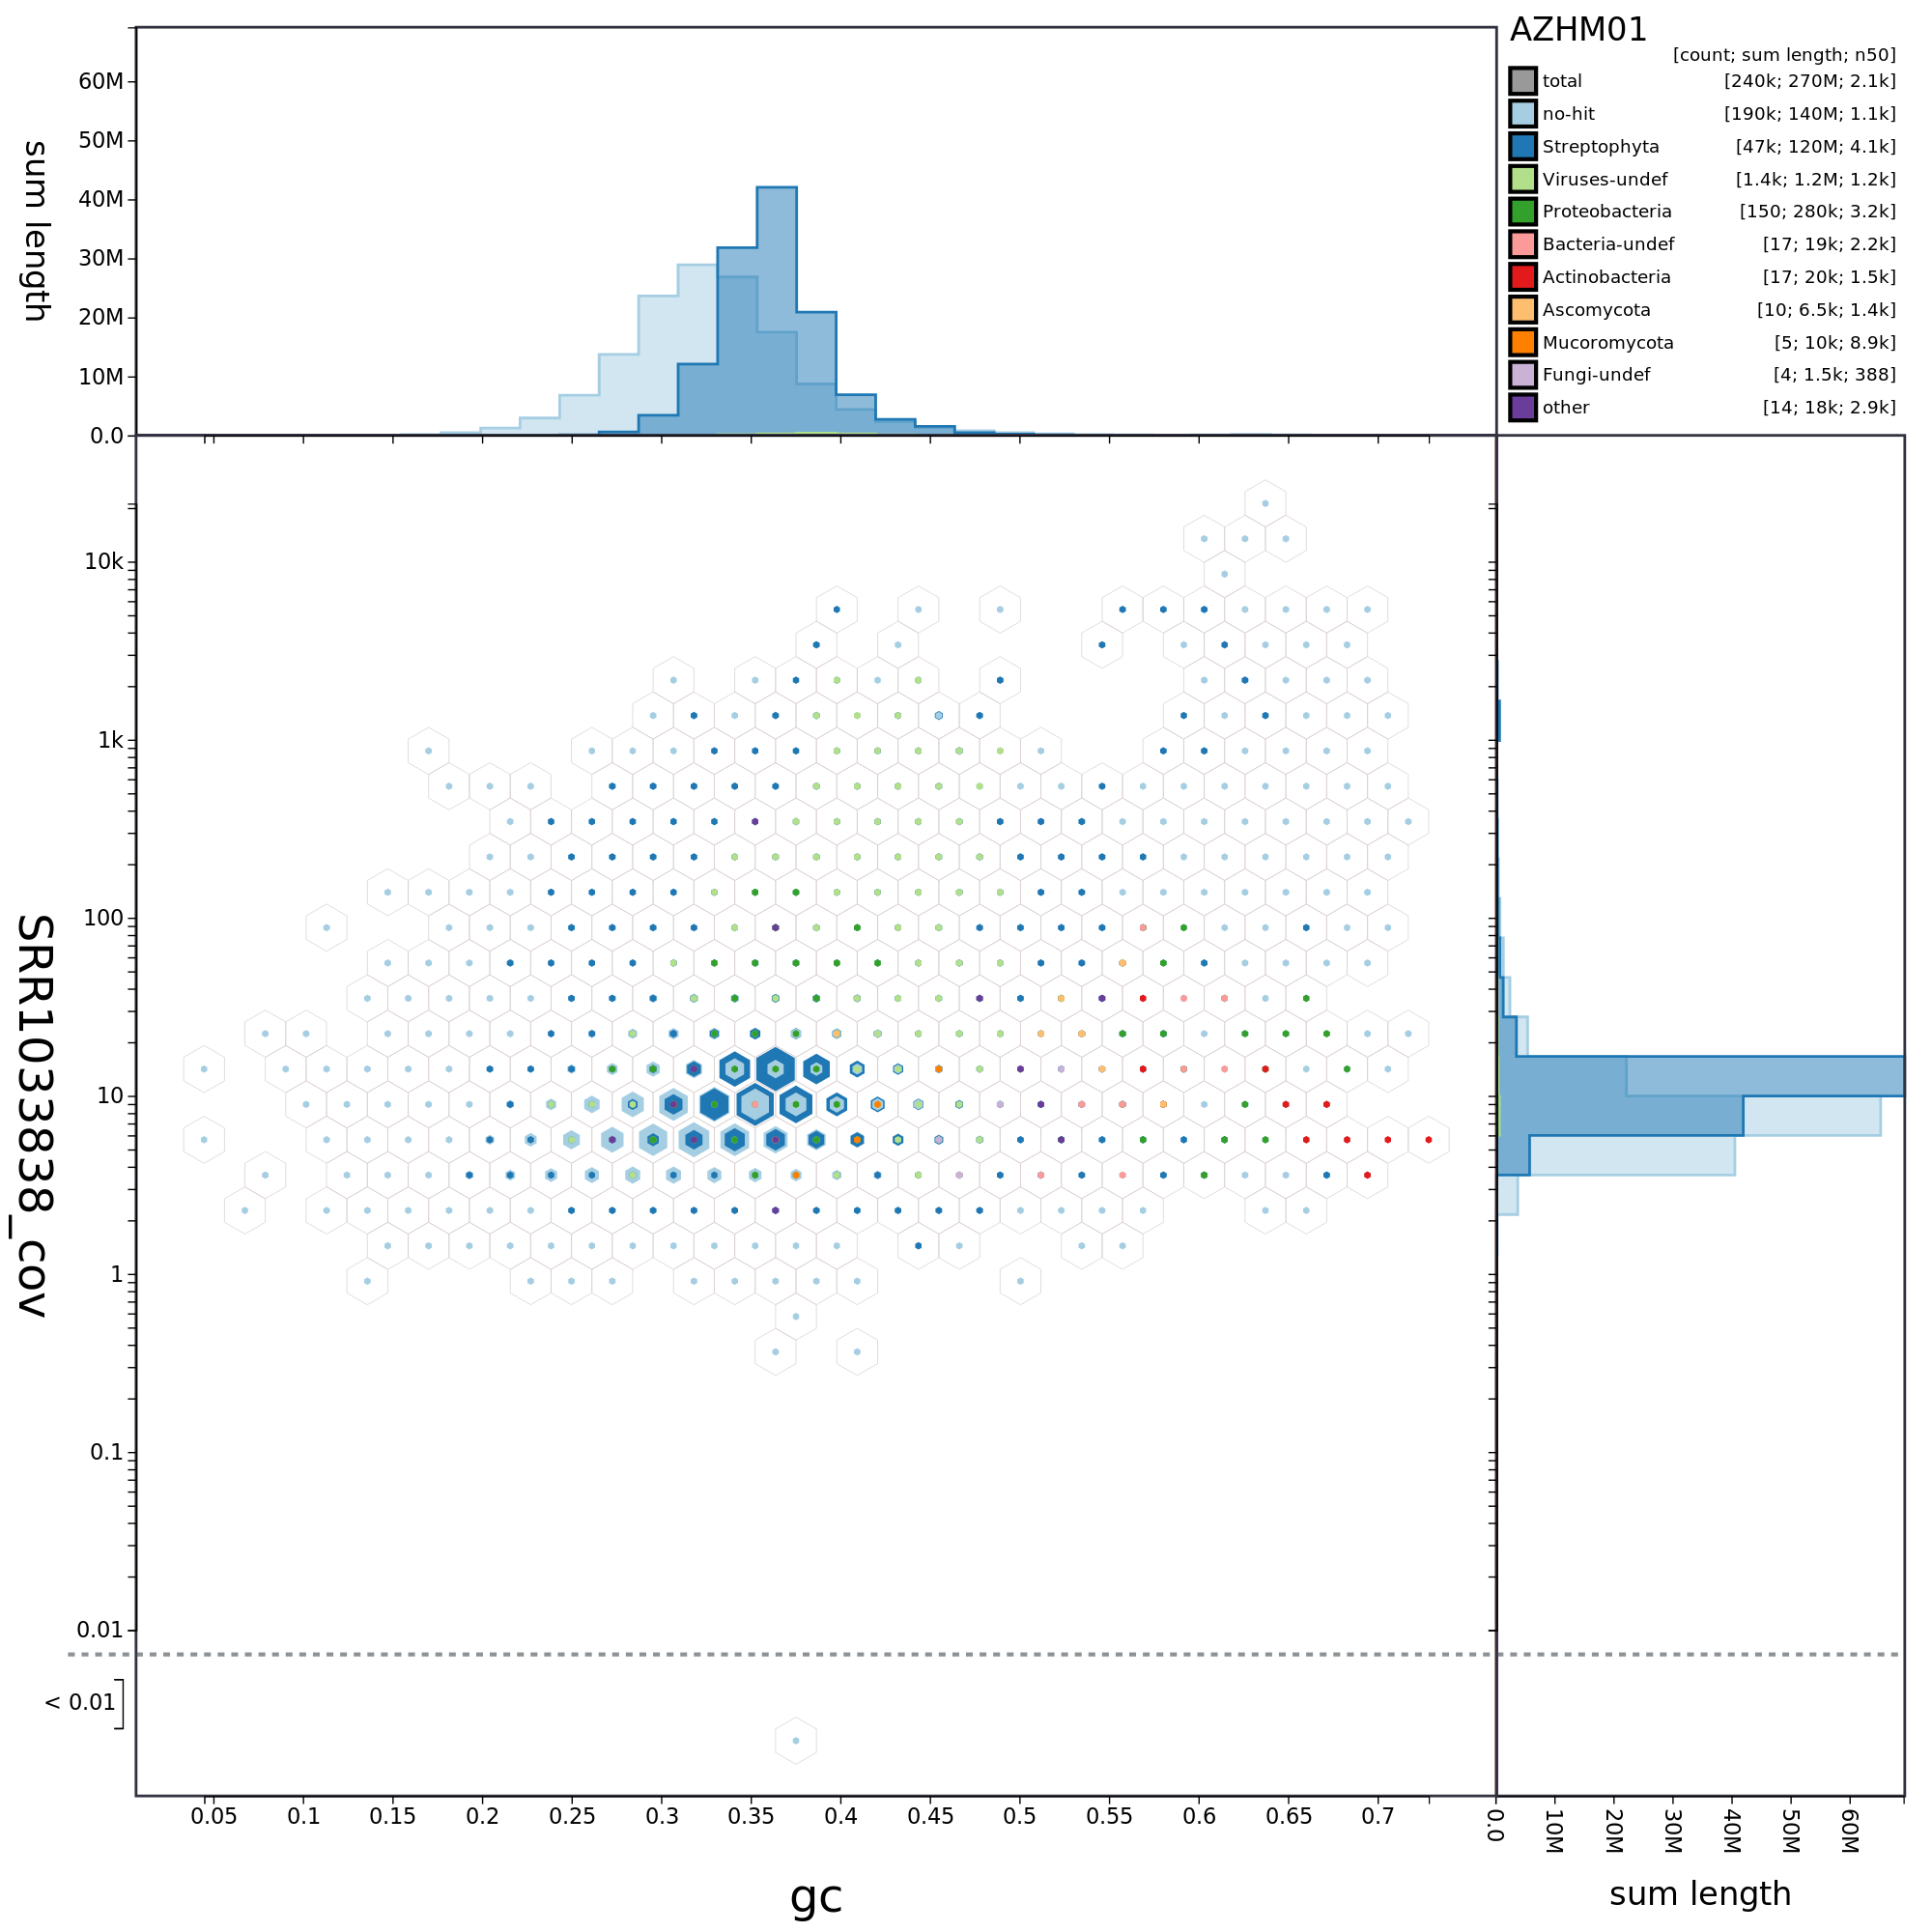 AZHM01
[count; sum length; n50]
total [240k; 270M; 2.1k]
no-hit [190k; 140M; 1.1k]
Streptophyta [47k; 120M; 4.1k]
Viruses-undef [1.4k; 1.2M; 1.2k]
Proteobacteria [150; 280k; 3.2k]
Bacteria-undef [17; 19k; 2.2k]
Actinobacteria [17; 20k; 1.5k]
Ascomycota [10; 6.5k; 1.4k]
Mucoromycota [5; 10k; 8.9k]
Fungi-undef [4; 1.5k; 388]
other [14; 18k; 2.9k]
sum length
60M
50M
40M
30M
20M
10M
0.0
SRR1033838_cov
10k
1k
100
10
1
0.1
0.01
< 0.01
0.05 0.1 0.15 0.2 0.25 0.3 0.35 0.4 0.45 0.5 0.55 0.6 0.65 0.7
gc
0.0 10M 20M 30M 40M 50M 60M
sum length